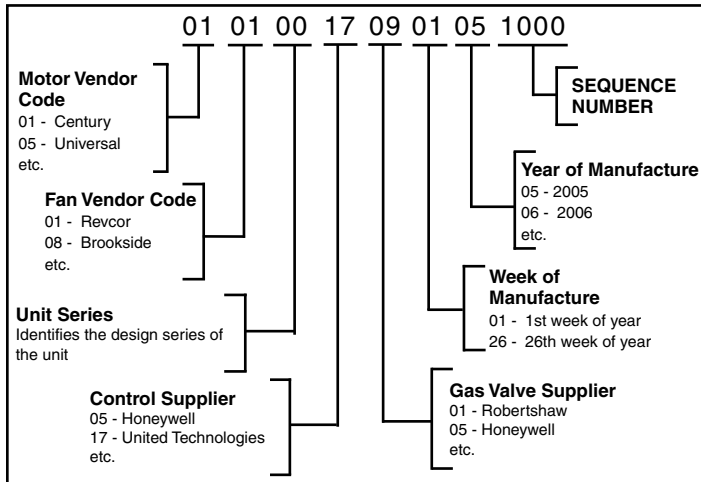 01 01 00 17 09 01 05 1000
Motor Vendor
Code
01 - Century
05 - Universal
etc.
SEQUENCE
NUMBER
Year of Manufacture
05 - 2005
06 - 2006
etc.
Fan Vendor Code
01 - Revcor
08 - Brookside
etc.
Week of
Manufacture
01 - 1st week of year
26 - 26th week of year
Unit Series
Identifies the design series of
the unit
Control Supplier
05 - Honeywell
17 - United Technologies
etc.
Gas Valve Supplier
01 - Robertshaw
05 - Honeywell
etc.